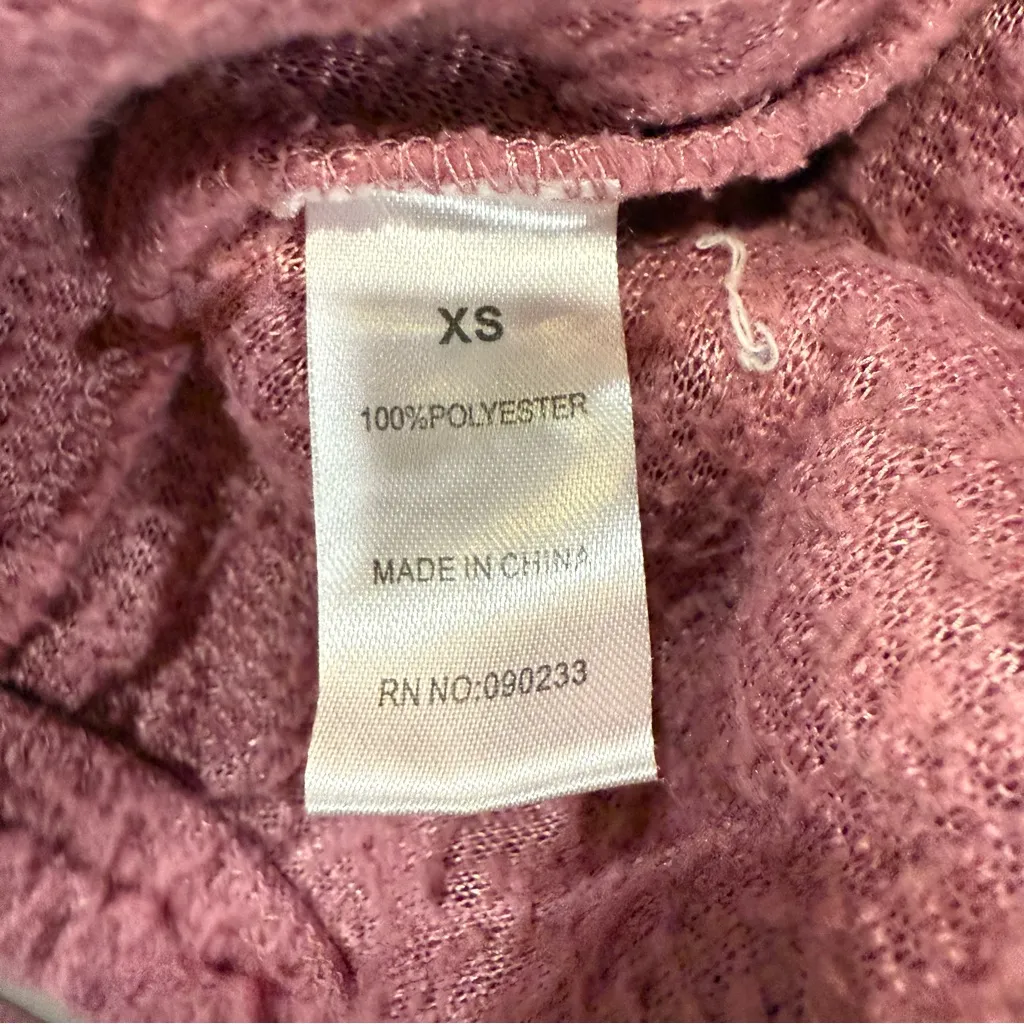 XS
100%POLYESTER
MADE IN CHINA
RN NO:090233